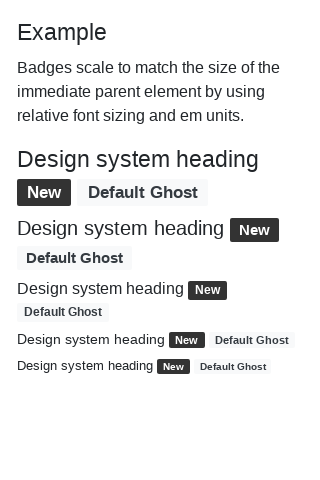 Example
Badges scale to match the size of the
immediate parent element by using
relative font sizing and em units.
Design system heading
New Default Ghost
Design system heading New
Default Ghost
Design system heading New
Default Ghost
Design system heading New Default Ghost
Design system heading New Default Ghost